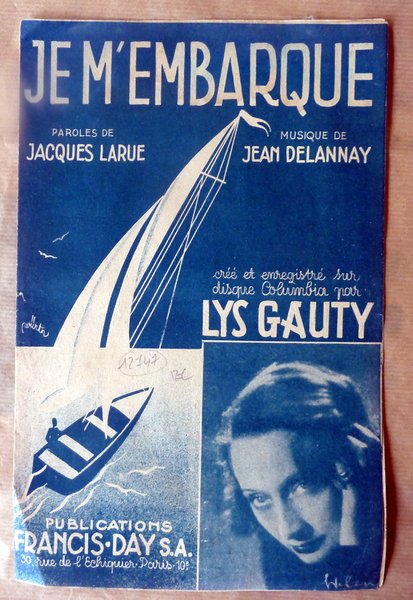 JE M'EMBARQUE
PAROLES DE
JACQUES LARUE
MUSIQUE DE
JEAN DELANNAY
créé et enregistré sur
disque Columbia par
LYS GAUTY
PUBLICATIONS
FRANCIS-DAY S.A.
30 rue de l'Echiquier-Paris-10e